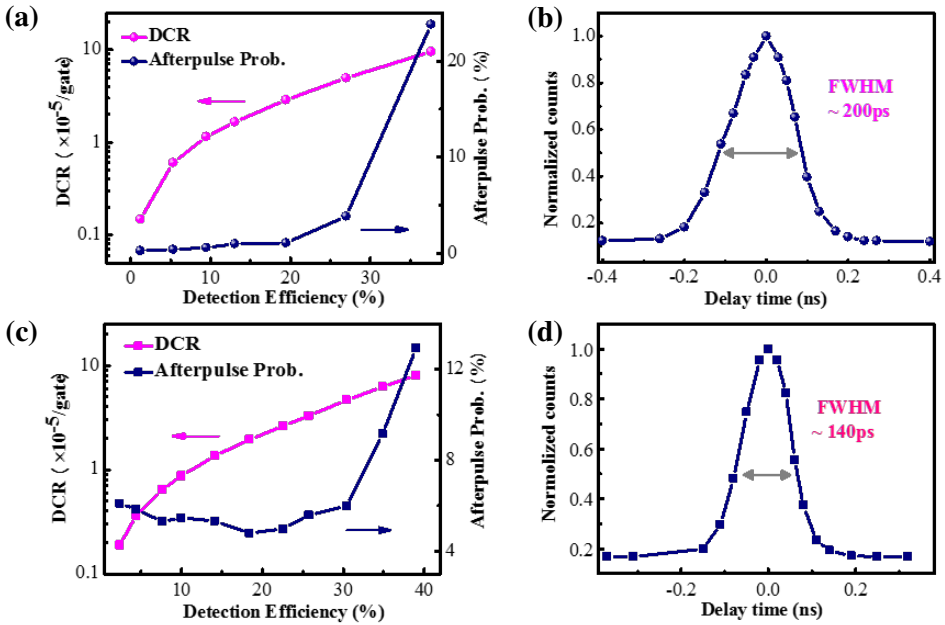 (a)
DCR
Afterpulse Prob.
10
1
0.1
DCR ( ×10⁻⁵/gate)
20
10
0
Afterpulse Prob. (%)
0 10 20 30
Detection Efficiency (%)
(b)
1.0
0.8
0.6
0.4
0.2
Normalized counts
FWHM
~ 200ps
-0.4 -0.2 0.0 0.2 0.4
Delay time (ns)
(c)
DCR
Afterpulse Prob.
10
1
0.1
DCR ( ×10⁻⁵/gate)
12
8
4
Afterpulse Prob. (%)
10 20 30 40
Detection Efficiency (%)
(d)
1.0
0.8
0.6
0.4
0.2
Normolized counts
FWHM
~ 140ps
-0.2 0.0 0.2
Delay time (ns)